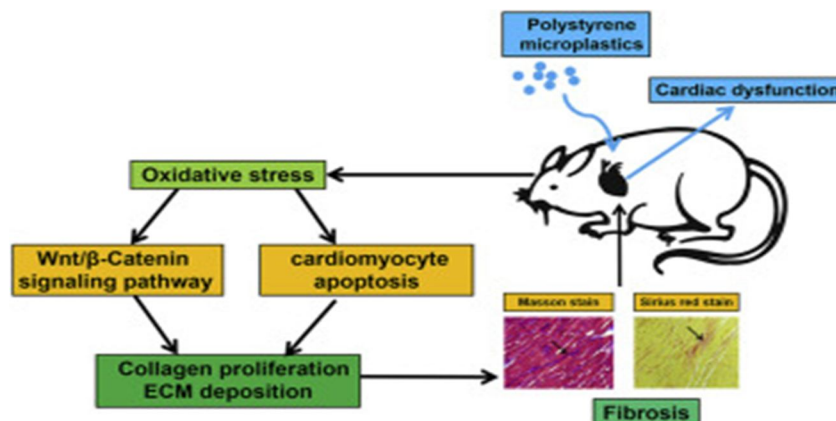 Polystyrene
microplastics
Cardiac dysfunction
Oxidative stress
Wnt/β-Catenin
signaling pathway
cardiomyocyte
apoptosis
Masson stain
Sirius red stain
Collagen proliferation
ECM deposition
Fibrosis